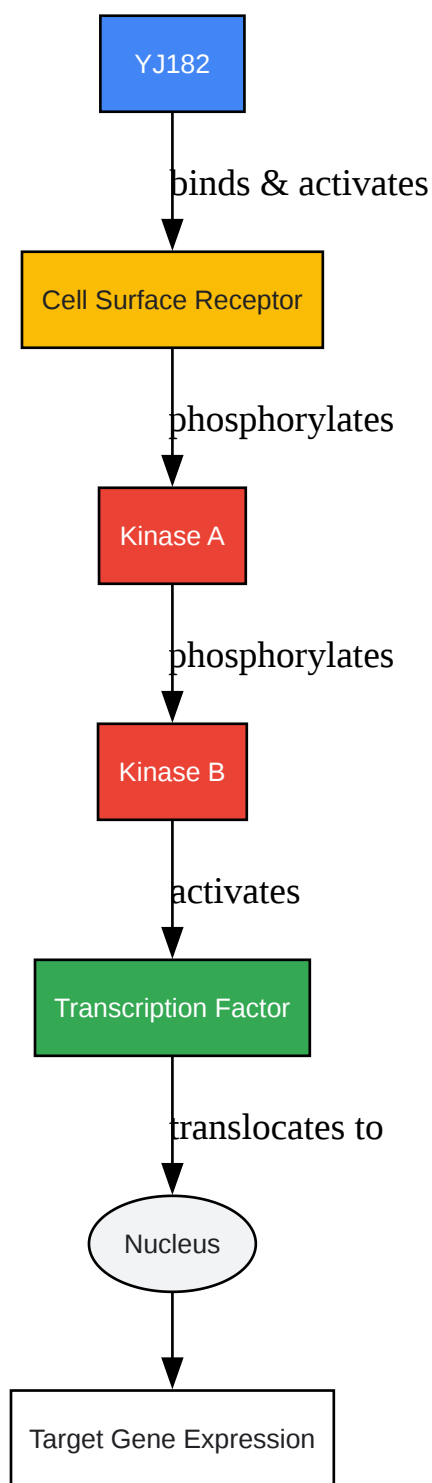 YJ182
binds & activates
Cell Surface Receptor
phosphorylates
Kinase A
phosphorylates
Kinase B
activates
Transcription Factor
translocates to
Nucleus
Target Gene Expression